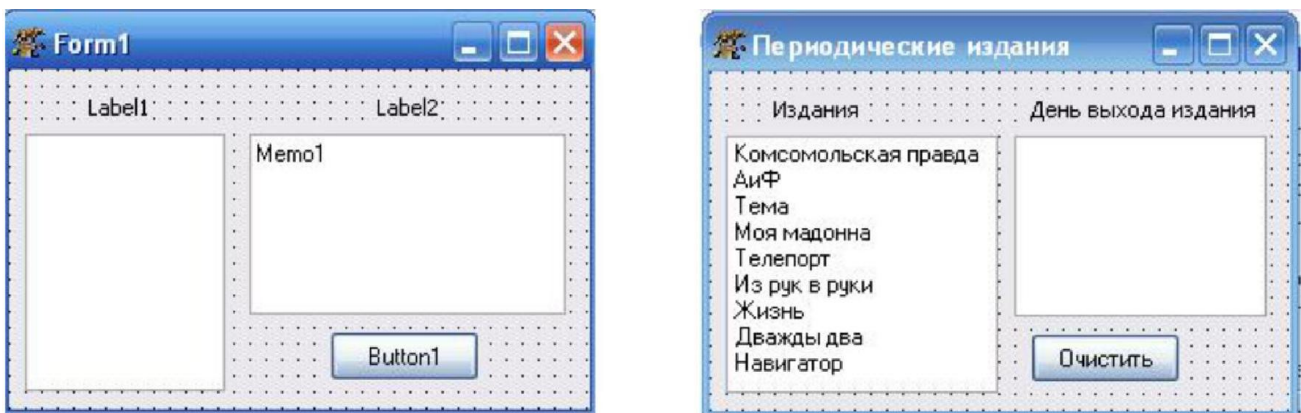 Form1
Label1
Label2
Memo1
Button1
Периодические издания
Издания
День выхода издания
Комсомольская правда
АиФ
Тема
Моя мадонна
Телепорт
Из рук в руки
Жизнь
Дважды два
Навигатор
Очистить